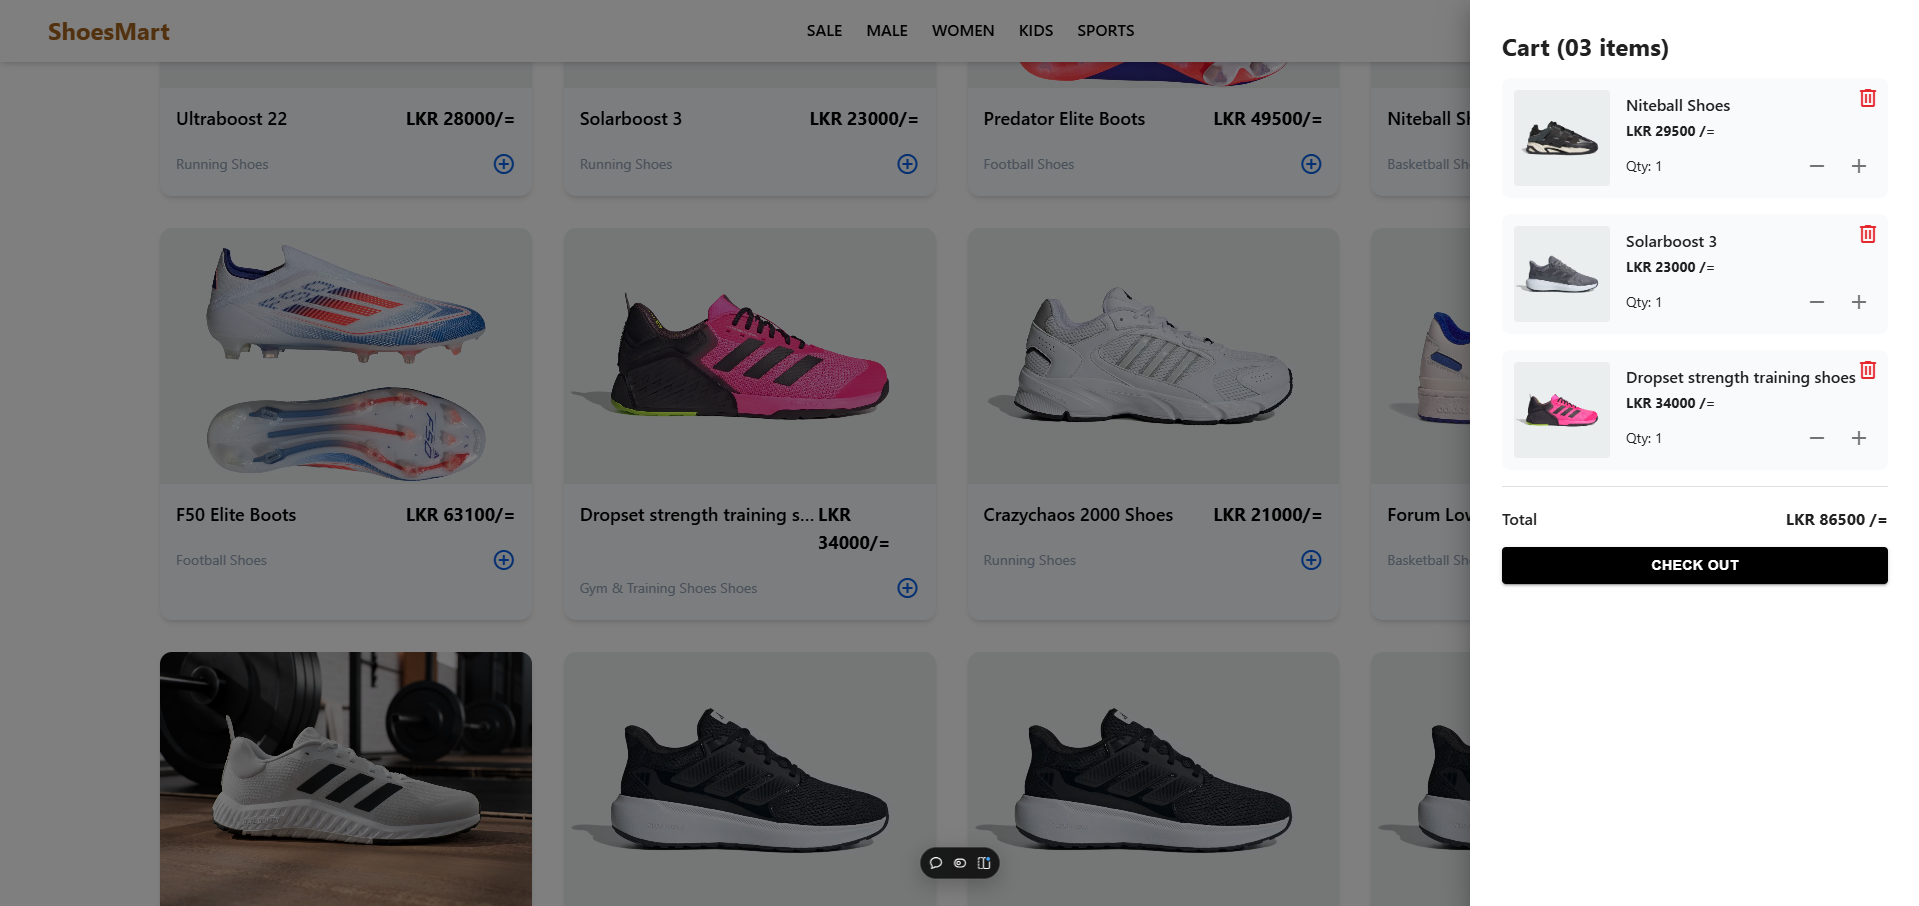 ShoesMart
SALE MALE WOMEN KIDS SPORTS
Ultraboost 22 LKR 28000/=
Running Shoes
Solarboost 3 LKR 23000/=
Running Shoes
Predator Elite Boots LKR 49500/=
Football Shoes
Niteball S
Basketball Sh
F50 Elite Boots LKR 63100/=
Football Shoes
Dropset strength training s... LKR
34000/=
Gym & Training Shoes Shoes
Crazychaos 2000 Shoes LKR 21000/=
Running Shoes
Forum Lov
Basketball Sh
Cart (03 items)
Niteball Shoes
LKR 29500 /=
Qty: 1
Solarboost 3
LKR 23000 /=
Qty: 1
Dropset strength training shoes
LKR 34000 /=
Qty: 1
Total LKR 86500 /=
CHECK OUT